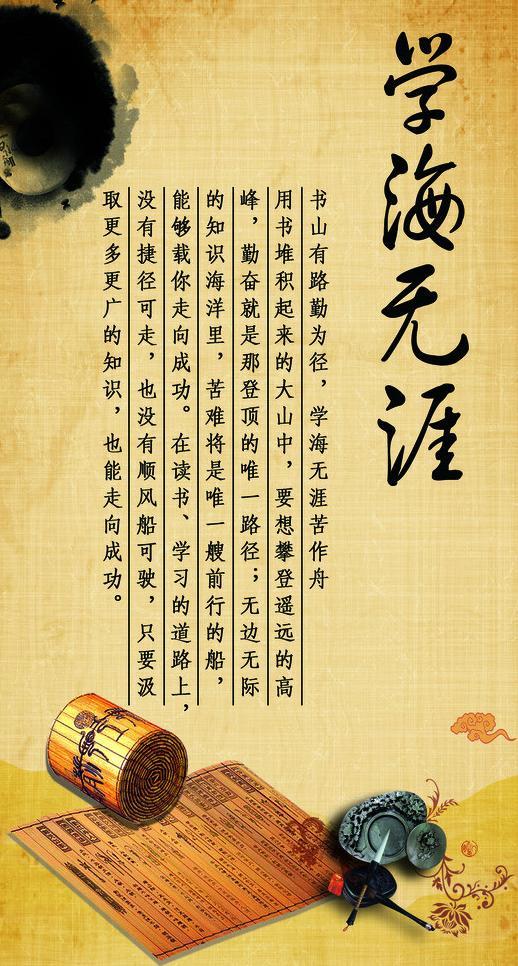 学海无涯
书山有路勤为径，学海无涯苦作舟
用书堆积起来的大山中，要想攀登遥远的高
峰，勤奋就是那登顶的唯一路径；无边无际
的知识海洋里，苦难将是唯一艘前行的船，
能够载你走向成功。在读书、学习的道路上，
没有捷径可走，也没有顺风船可驶，只要汲
取更多更广的知识，也能走向成功。